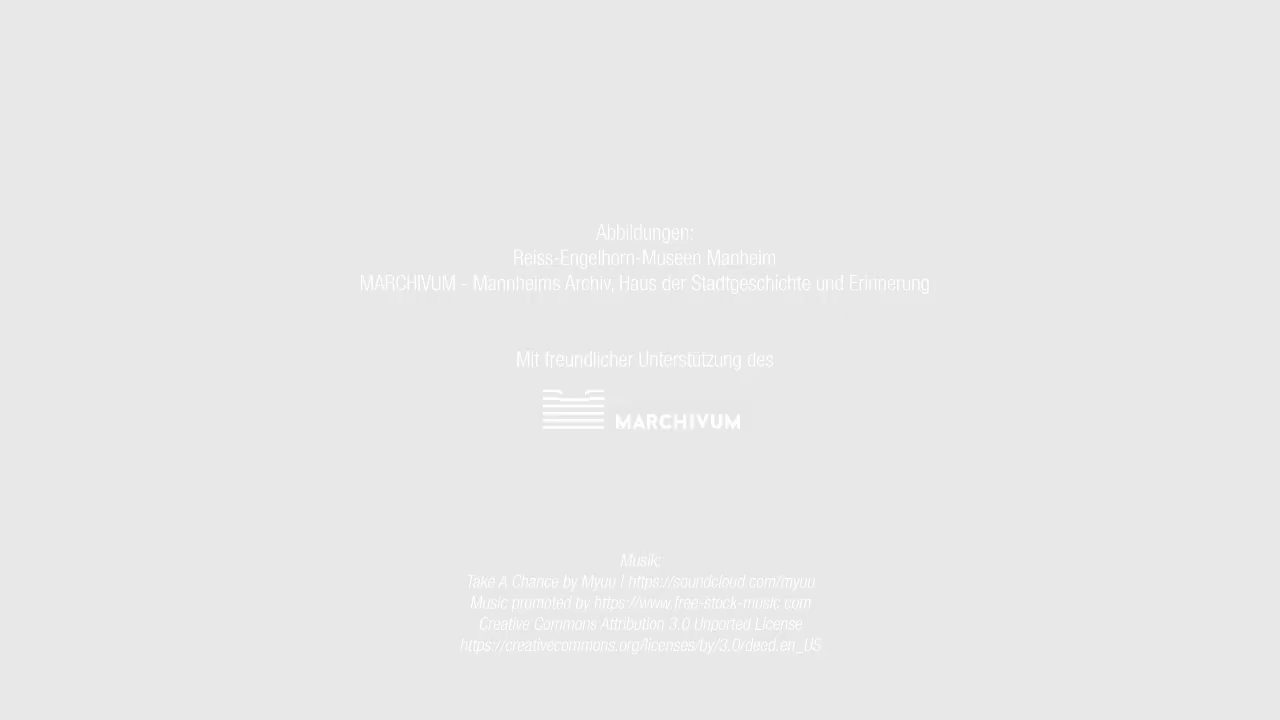 Abbildungen:
Reiss-Engelhorn-Museen Manheim
MARCHIVUM - Mannheims Archiv, Haus der Stadtgeschichte und Erinnerung
Mit freundlicher Unterstützung des
MARCHIVUM
Musik:
Take A Chance by Myuu | https://soundcloud.com/myuu
Music promoted by https://www.free-stock-music.com
Creative Commons Attribution 3.0 Unported License
https://creativecommons.org/licenses/by/3.0/deed.en_US